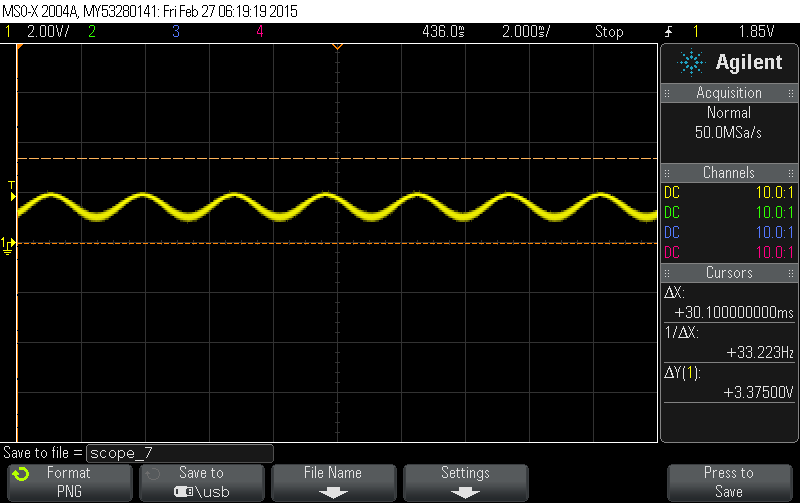 MSO-X 2004A, MY53280141: Fri Feb 27 06:19:19 2015
1 2.00V/ 2 3 4 436.0㎳ 2.000㎳/ Stop 1 1.85V
Agilent
Acquisition
Normal
50.0MSa/s
Channels
DC 10.0:1
DC 10.0:1
DC 10.0:1
DC 10.0:1
Cursors
ΔX:
+30.100000000ms
1/ΔX:
+33.223Hz
ΔY(1):
+3.37500V
T
1
Save to file = scope_7
Format
PNG
Save to
\usb
File Name
Settings
Press to
Save